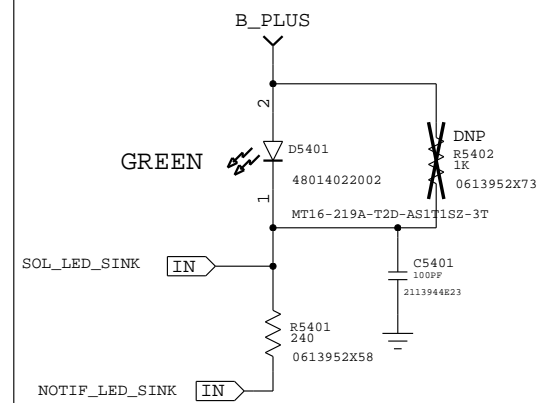 B_PLUS
2
D5401
GREEN
48014022002
1
MT16-219A-T2D-AS1T1SZ-3T
DNP
R5402
1K
0613952X73
SOL_LED_SINK
IN
C5401
100PF
2113944E23
R5401
240
0613952X58
NOTIF_LED_SINK
IN